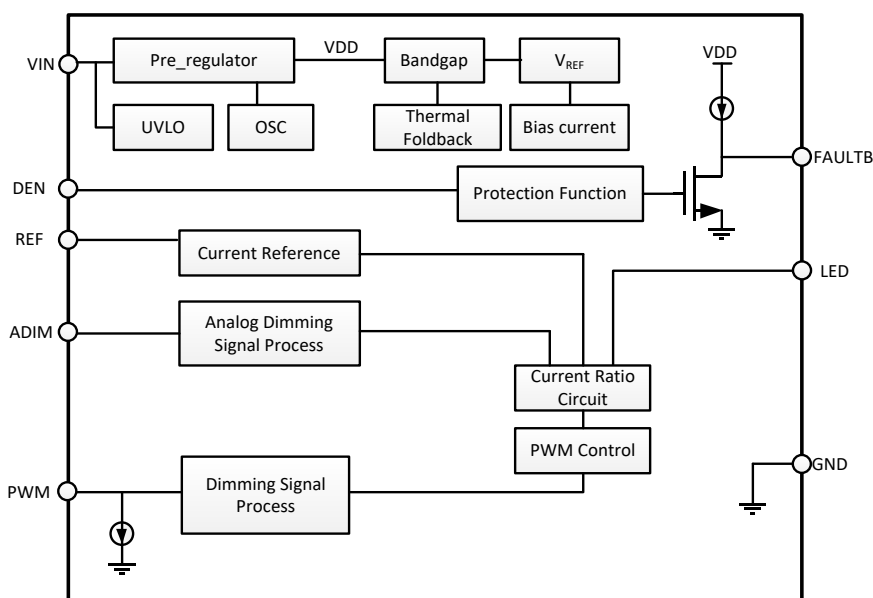 VIN
Pre_regulator
VDD
Bandgap
VREF
VDD
UVLO
OSC
Thermal
Foldback
Bias current
FAULTB
DEN
Protection Function
REF
Current Reference
LED
ADIM
Analog Dimming
Signal Process
Current Ratio
Circuit
PWM Control
GND
PWM
Dimming Signal
Process